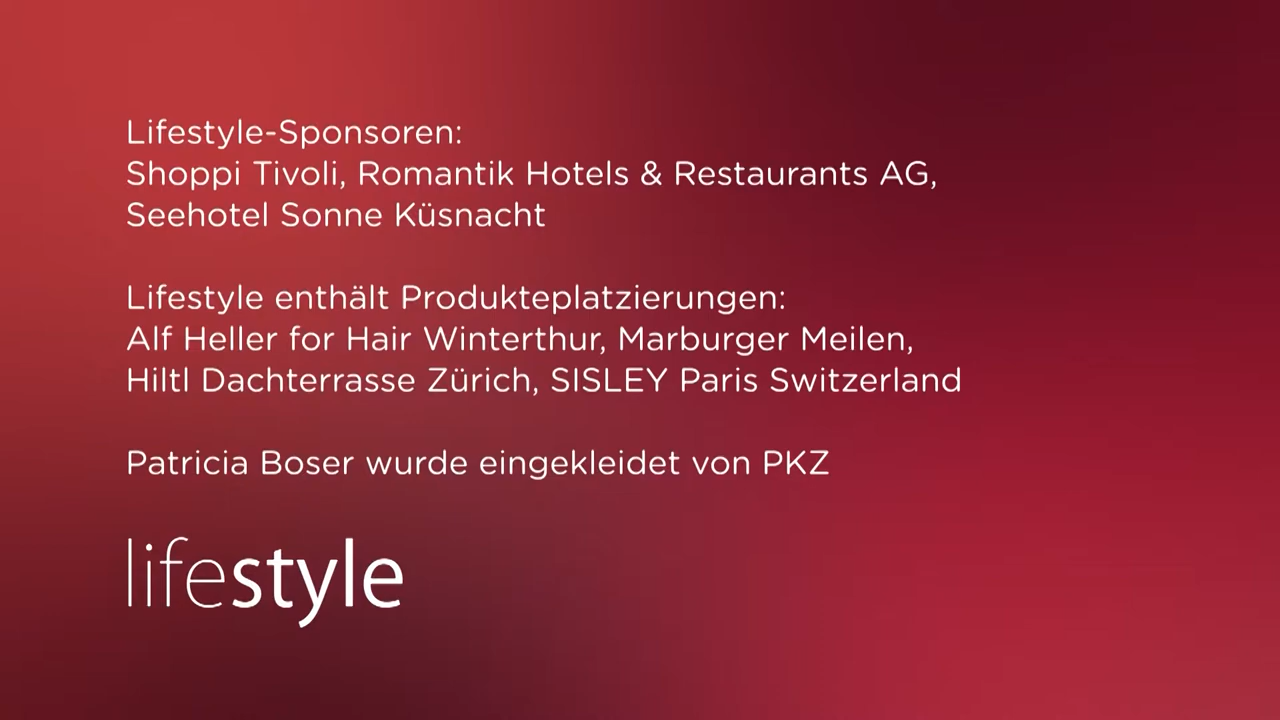 Lifestyle-Sponsoren:
Shoppi Tivoli, Romantik Hotels & Restaurants AG,
Seehotel Sonne Küsnacht
Lifestyle enthält Produkteplatzierungen:
Alf Heller for Hair Winterthur, Marburger Meilen,
Hiltl Dachterrasse Zürich, SISLEY Paris Switzerland
Patricia Boser wurde eingekleidet von PKZ
lifestyle